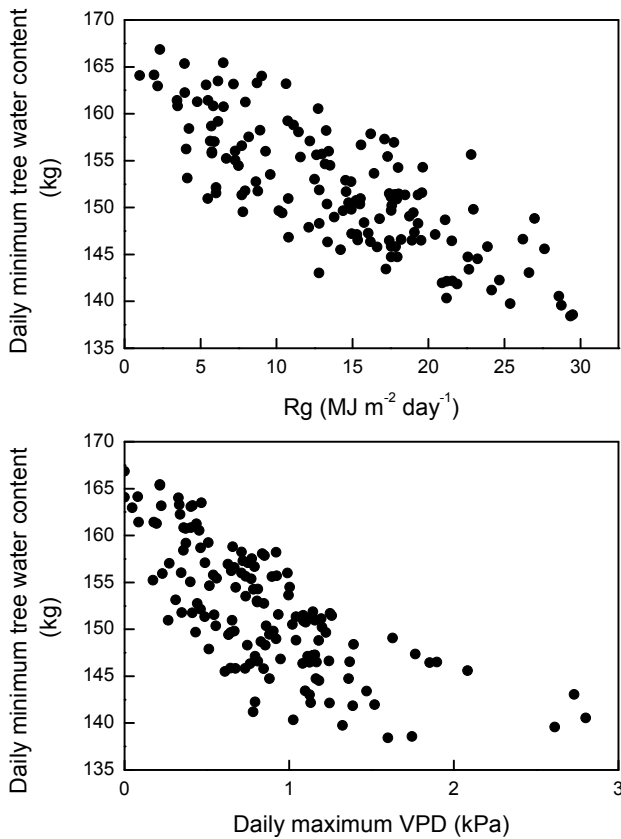 Daily minimum tree water content
(kg)
170
165
160
155
150
145
140
135
0 5 10 15 20 25 30
Rg (MJ m⁻² day⁻¹)
Daily minimum tree water content
(kg)
170
165
160
155
150
145
140
135
0 1 2 3
Daily maximum VPD (kPa)